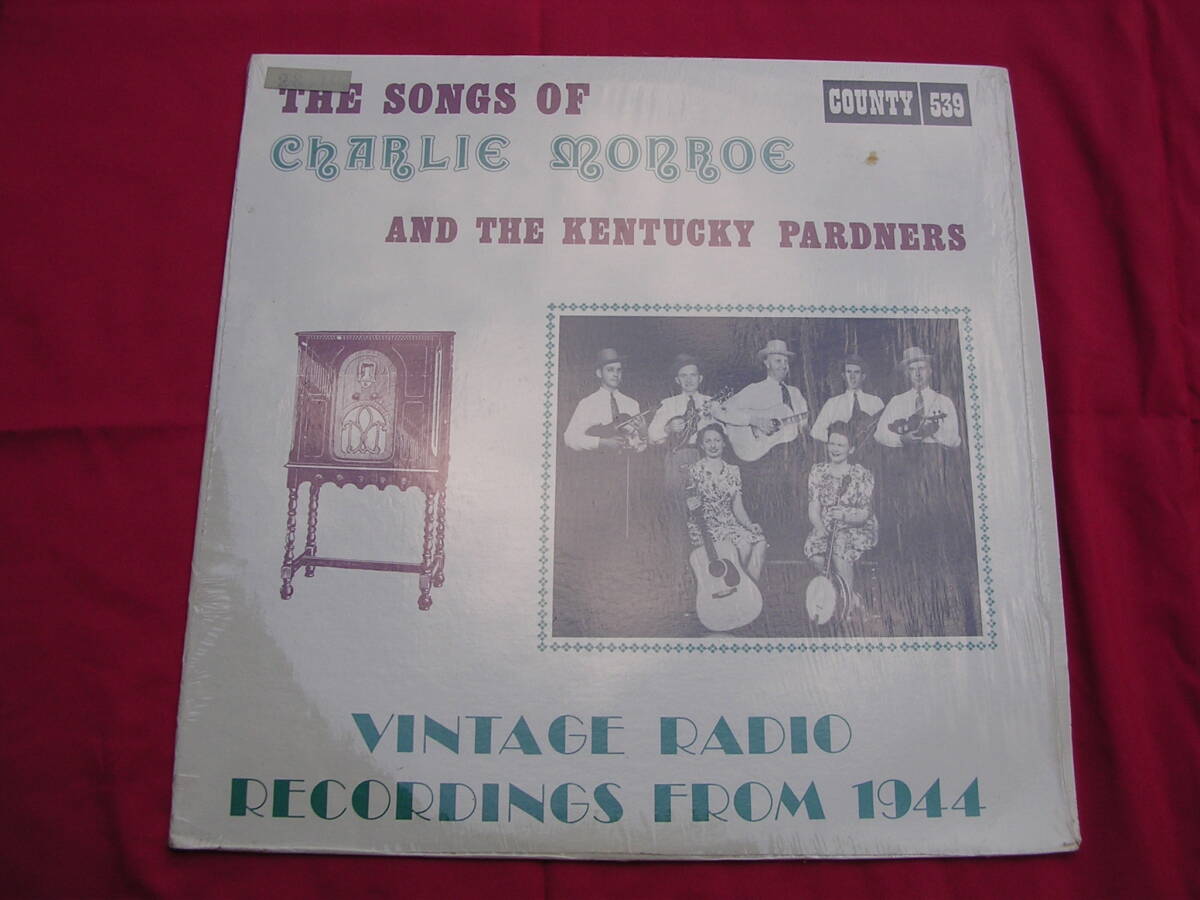 THE SONGS OF
COUNTY 539
CHARLIE MONROE
AND THE KENTUCKY PARDNERS
VINTAGE RADIO
RECORDINGS FROM 1944